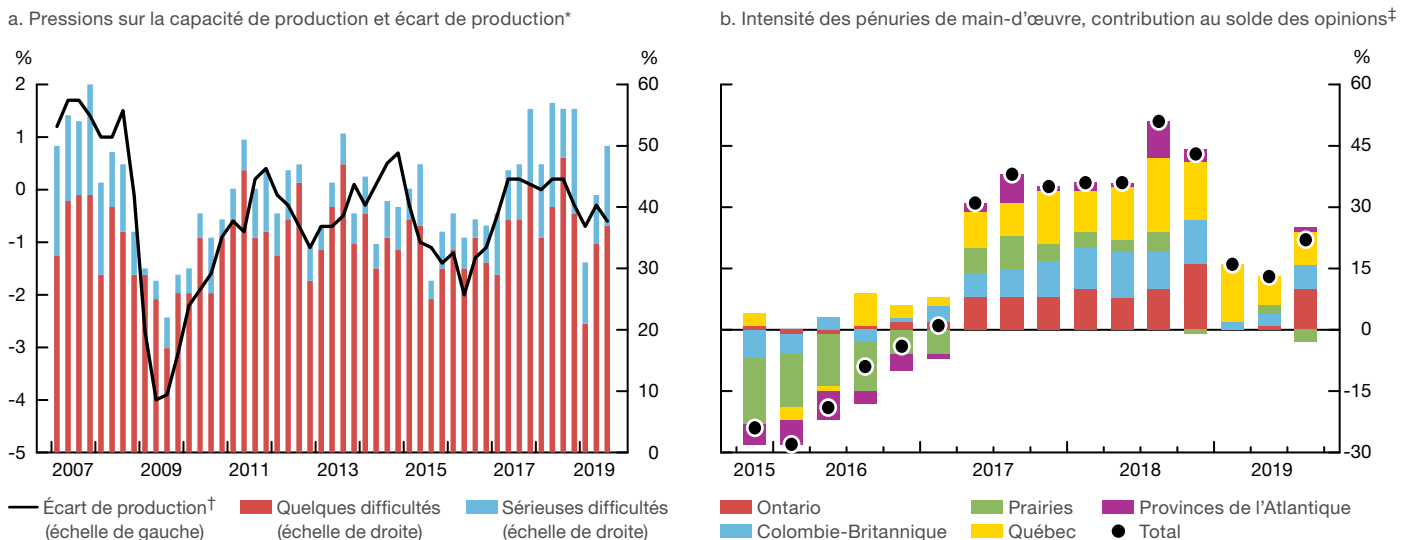 a. Pressions sur la capacité de production et écart de production*
%
%
2
1
0
-1
-2
-3
-4
-5
60
50
40
30
20
10
0
2007
2009
2011
2013
2015
2017
2019
Écart de production†
(échelle de gauche)
Quelques difficultés
(échelle de droite)
Sérieuses difficultés
(échelle de droite)
b. Intensité des pénuries de main-d’œuvre, contribution au solde des opinions‡
%
60
45
30
15
0
-15
-30
2015
2016
2017
2018
2019
Ontario
Prairies
Provinces de l’Atlantique
Colombie-Britannique
Québec
Total